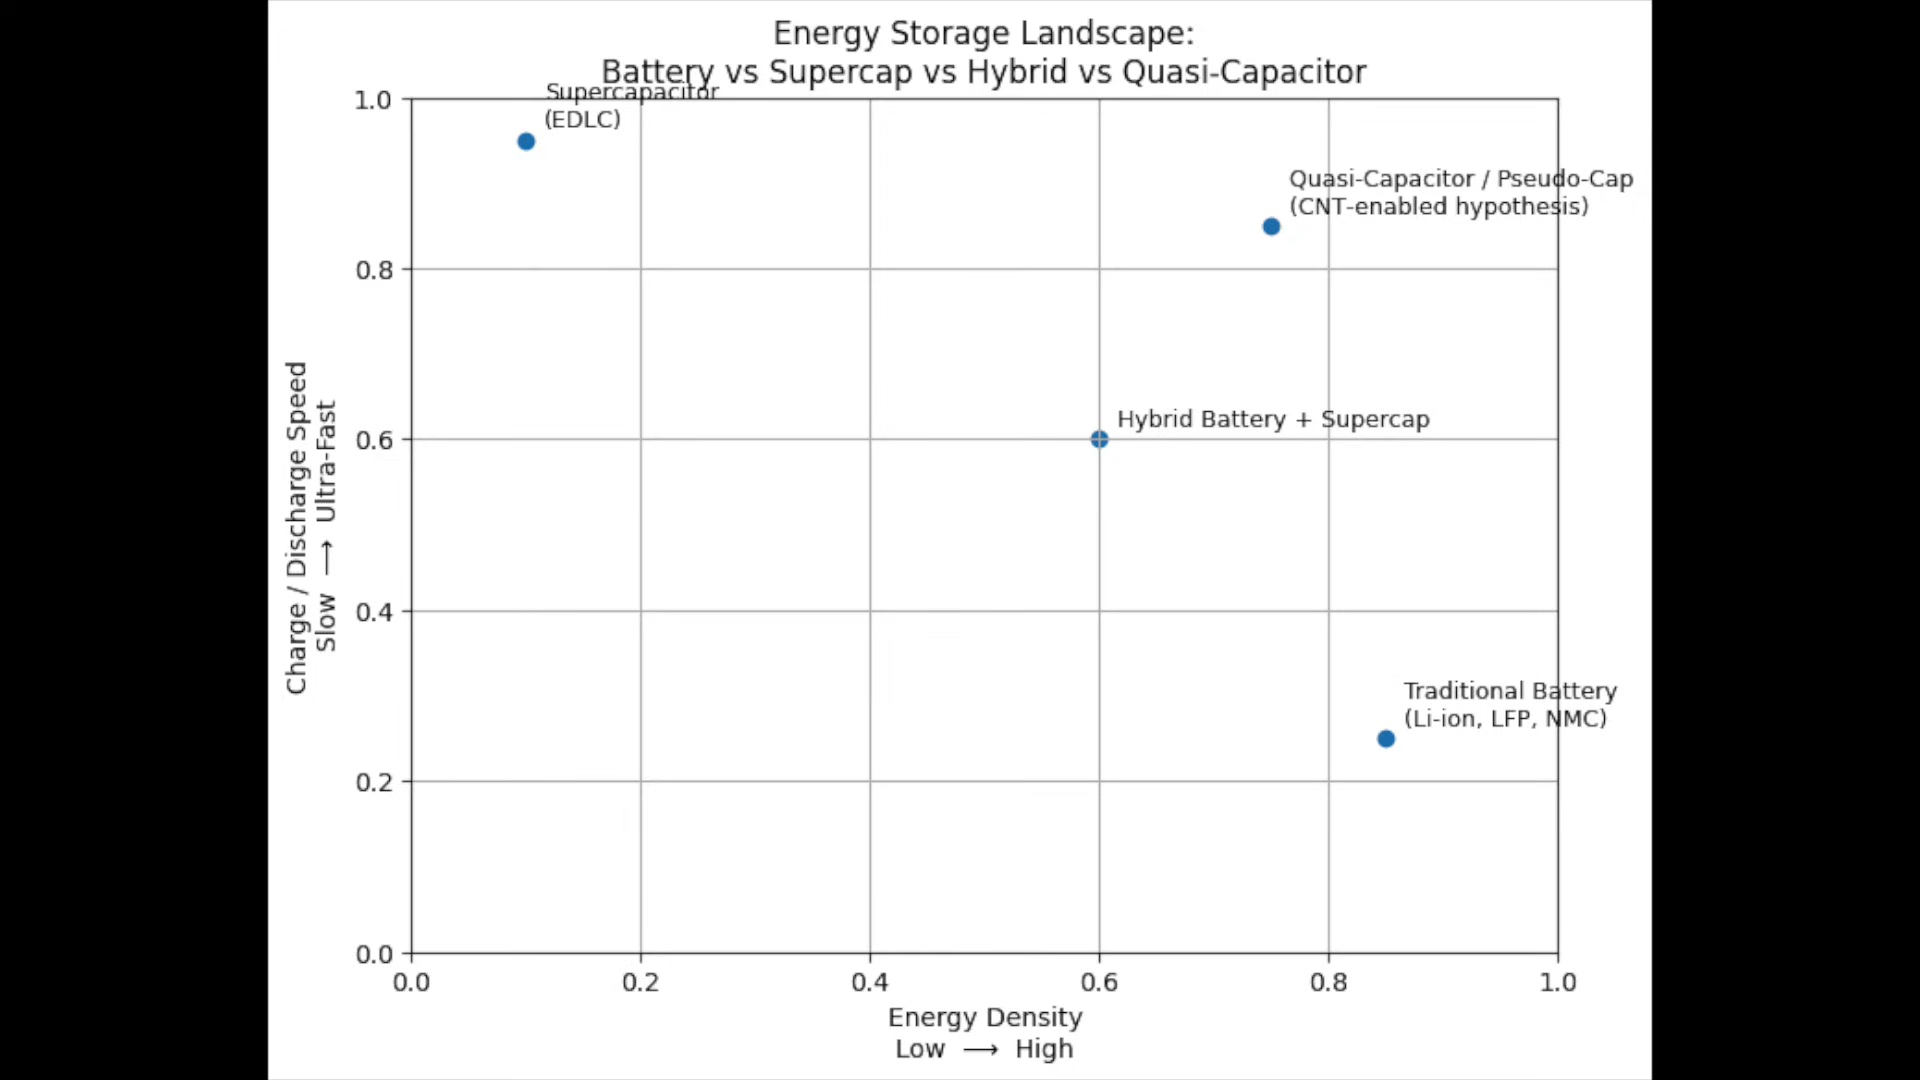 Energy Storage Landscape:
Battery vs Supercap vs Hybrid vs Quasi-Capacitor
Supercapacitor
(EDLC)
Quasi-Capacitor / Pseudo-Cap
(CNT-enabled hypothesis)
Hybrid Battery + Supercap
Traditional Battery
(Li-ion, LFP, NMC)
Charge / Discharge Speed
Slow ⟶ Ultra-Fast
1.0
0.8
0.6
0.4
0.2
0.0
0.0 0.2 0.4 0.6 0.8 1.0
Energy Density
Low ⟶ High